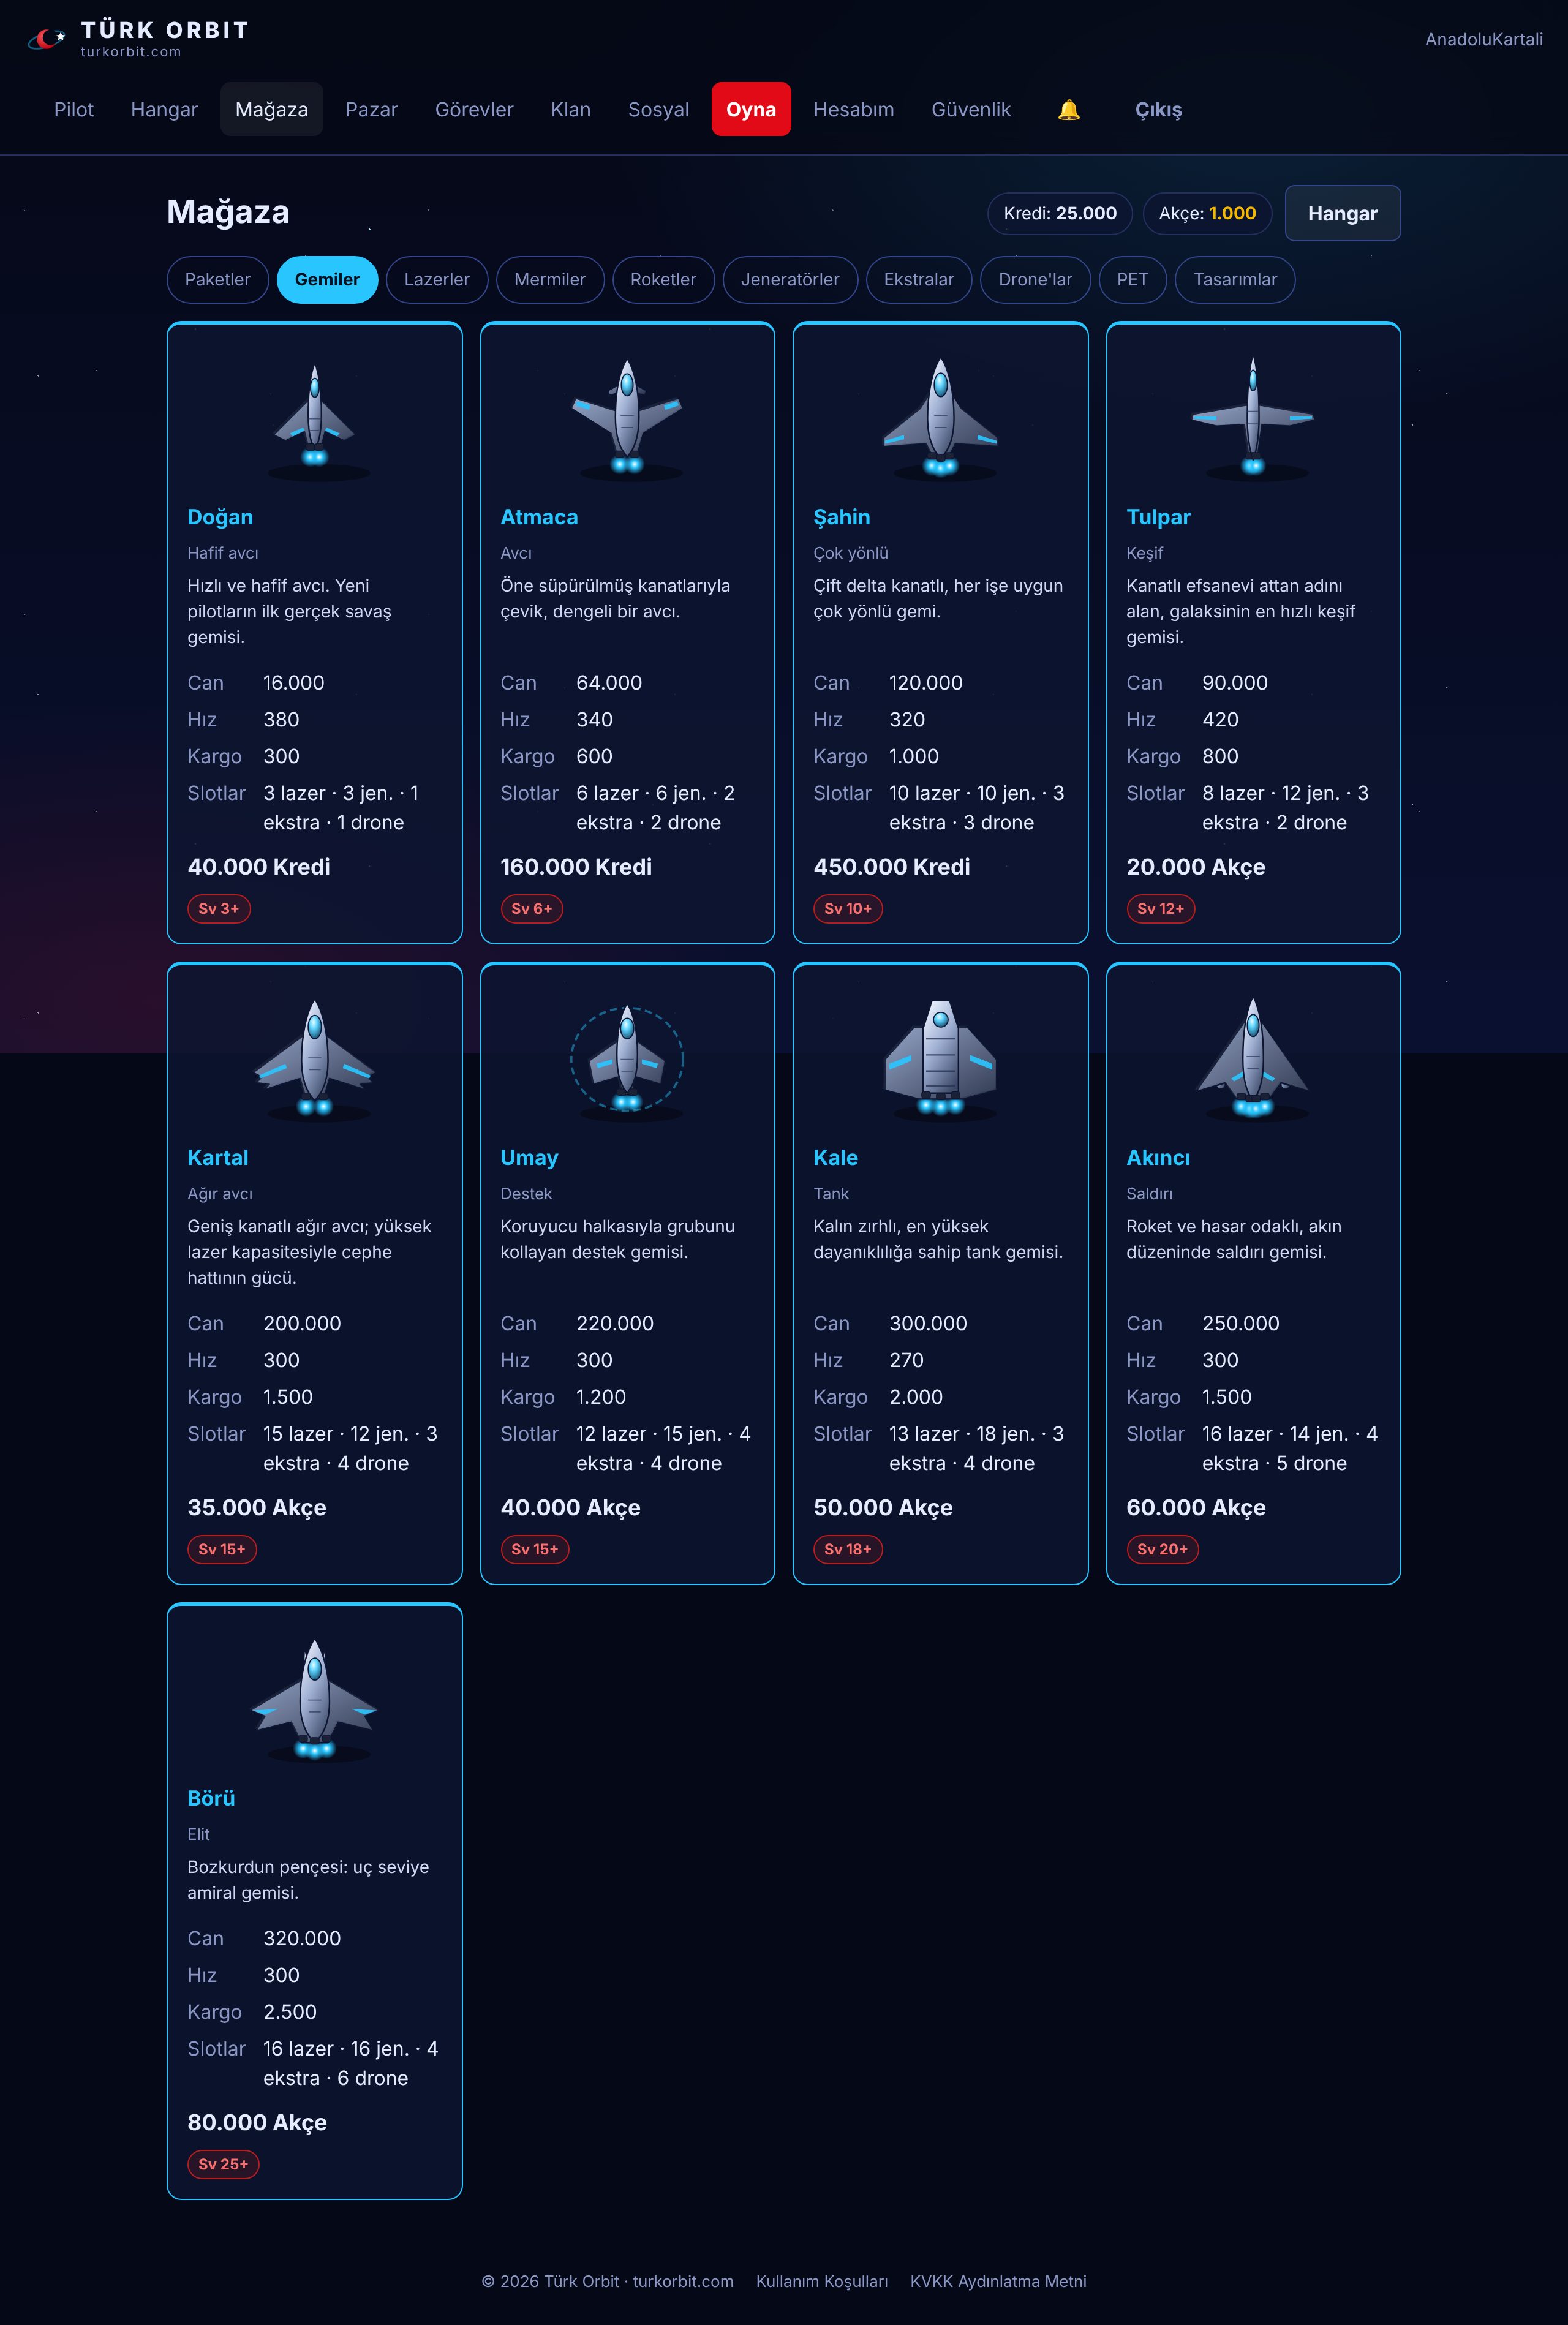 TÜRK ORBIT
turkorbit.com
AnadoluKartali
Pilot Hangar Mağaza Pazar Görevler Klan Sosyal Oyna Hesabım Güvenlik 🔔 Çıkış
Mağaza
Kredi: 25.000 Akçe: 1.000 Hangar
Paketler Gemiler Lazerler Mermiler Roketler Jeneratörler Ekstralar Drone'lar PET Tasarımlar
Doğan
Hafif avcı
Hızlı ve hafif avcı. Yeni
pilotların ilk gerçek savaş
gemisi.
Can 16.000
Hız 380
Kargo 300
Slotlar 3 lazer · 3 jen. · 1
ekstra · 1 drone
40.000 Kredi
Sv 3+
Atmaca
Avcı
Öne süpürülmüş kanatlarıyla
çevik, dengeli bir avcı.
Can 64.000
Hız 340
Kargo 600
Slotlar 6 lazer · 6 jen. · 2
ekstra · 2 drone
160.000 Kredi
Sv 6+
Şahin
Çok yönlü
Çift delta kanatlı, her işe uygun
çok yönlü gemi.
Can 120.000
Hız 320
Kargo 1.000
Slotlar 10 lazer · 10 jen. · 3
ekstra · 3 drone
450.000 Kredi
Sv 10+
Tulpar
Keşif
Kanatlı efsanevi attan adını
alan, galaksinin en hızlı keşif
gemisi.
Can 90.000
Hız 420
Kargo 800
Slotlar 8 lazer · 12 jen. · 3
ekstra · 2 drone
20.000 Akçe
Sv 12+
Kartal
Ağır avcı
Geniş kanatlı ağır avcı; yüksek
lazer kapasitesiyle cephe
hattının gücü.
Can 200.000
Hız 300
Kargo 1.500
Slotlar 15 lazer · 12 jen. · 3
ekstra · 4 drone
35.000 Akçe
Sv 15+
Umay
Destek
Koruyucu halkasıyla grubunu
kollayan destek gemisi.
Can 220.000
Hız 300
Kargo 1.200
Slotlar 12 lazer · 15 jen. · 4
ekstra · 4 drone
40.000 Akçe
Sv 15+
Kale
Tank
Kalın zırhlı, en yüksek
dayanıklılığa sahip tank gemisi.
Can 300.000
Hız 270
Kargo 2.000
Slotlar 13 lazer · 18 jen. · 3
ekstra · 4 drone
50.000 Akçe
Sv 18+
Akıncı
Saldırı
Roket ve hasar odaklı, akın
düzeninde saldırı gemisi.
Can 250.000
Hız 300
Kargo 1.500
Slotlar 16 lazer · 14 jen. · 4
ekstra · 5 drone
60.000 Akçe
Sv 20+
Börü
Elit
Bozkurdun pençesi: uç seviye
amiral gemisi.
Can 320.000
Hız 300
Kargo 2.500
Slotlar 16 lazer · 16 jen. · 4
ekstra · 6 drone
80.000 Akçe
Sv 25+
© 2026 Türk Orbit · turkorbit.com Kullanım Koşulları KVKK Aydınlatma Metni